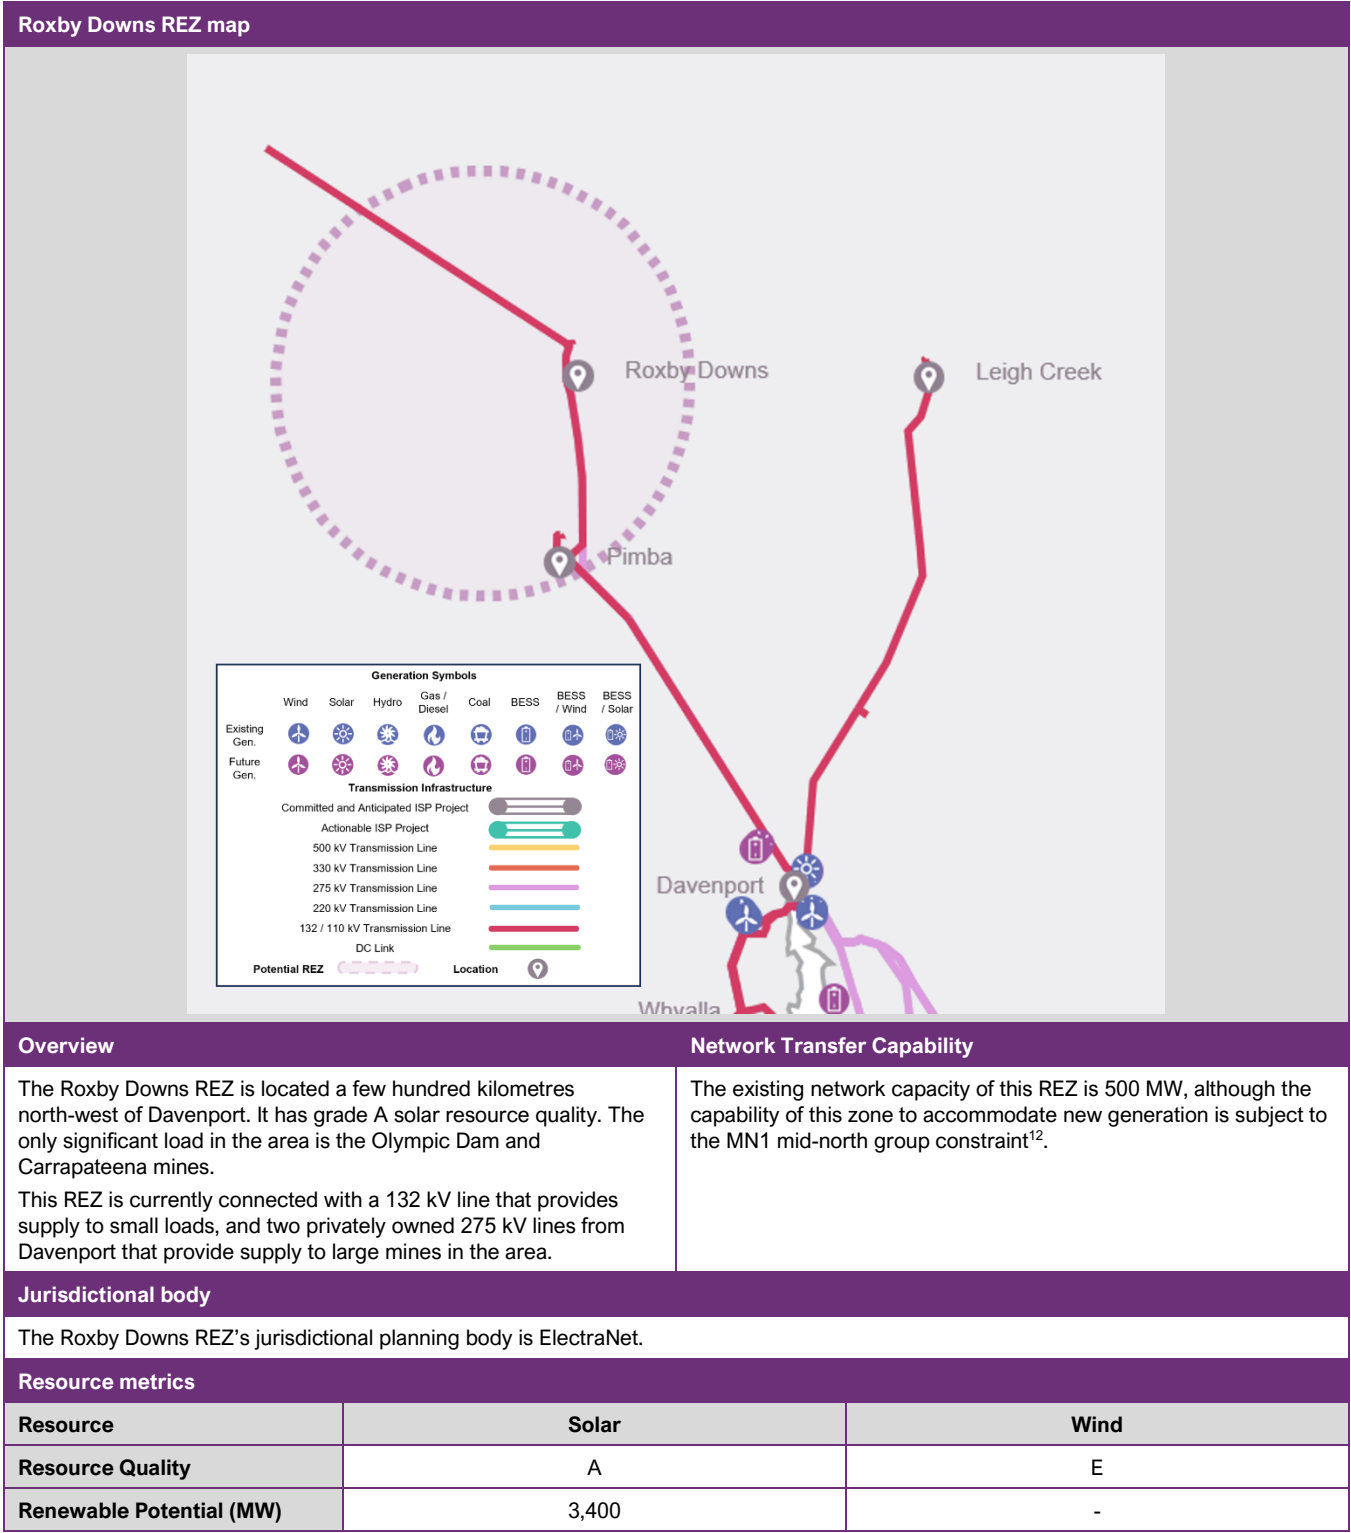 Roxby Downs REZ map
Roxby Downs
Leigh Creek
Pimba
Generation Symbols
Wind Solar Hydro Gas / Diesel Coal BESS BESS / Wind BESS / Solar
Existing Gen.
Future Gen.
Transmission Infrastructure
Committed and Anticipated ISP Project
Actionable ISP Project
500 kV Transmission Line
330 kV Transmission Line
275 kV Transmission Line
220 kV Transmission Line
132 / 110 kV Transmission Line
DC Link
Potential REZ Location
Davenport
Whyalla
Overview
The Roxby Downs REZ is located a few hundred kilometres
north-west of Davenport. It has grade A solar resource quality. The
only significant load in the area is the Olympic Dam and
Carrapateena mines.
This REZ is currently connected with a 132 kV line that provides
supply to small loads, and two privately owned 275 kV lines from
Davenport that provide supply to large mines in the area.
Network Transfer Capability
The existing network capacity of this REZ is 500 MW, although the
capability of this zone to accommodate new generation is subject to
the MN1 mid-north group constraint12.
Jurisdictional body
The Roxby Downs REZ’s jurisdictional planning body is ElectraNet.
Resource metrics
Resource Solar Wind
Resource Quality A E
Renewable Potential (MW) 3,400 -